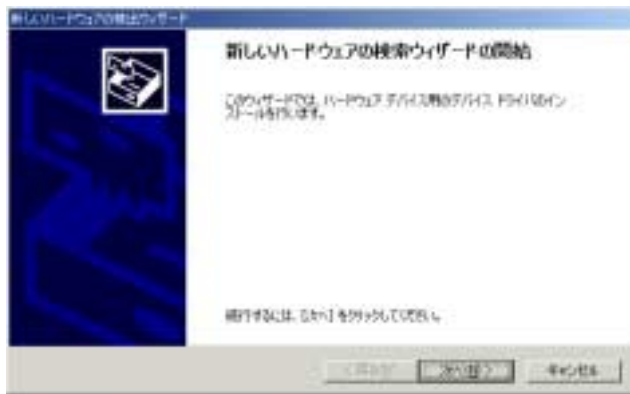 新しいハードウェアの検出ウィザード
新しいハードウェアの検索ウィザードの開始
このウィザードでは、ハードウェア デバイス用のデバイス ドライバのイン
ストールを行います。
続行するには、[次へ] をクリックしてください。
< 戻る(B)
次へ(N) >
キャンセル